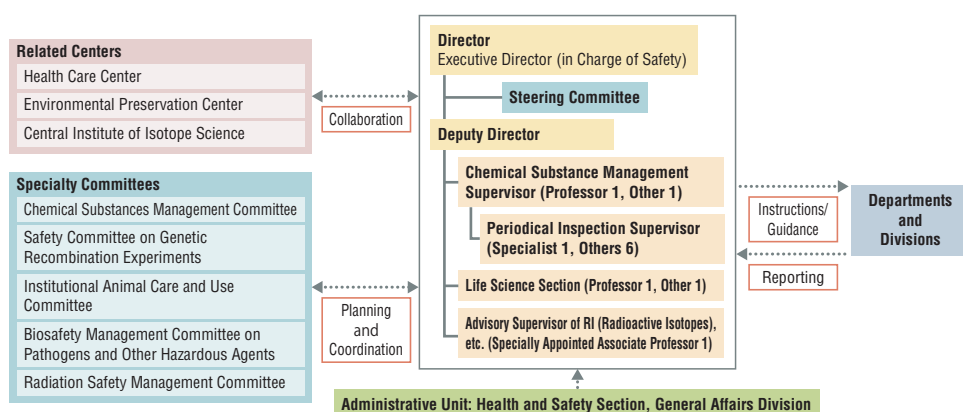 Related Centers
Health Care Center
Environmental Preservation Center
Central Institute of Isotope Science
Collaboration
Specialty Committees
Chemical Substances Management Committee
Safety Committee on Genetic
Recombination Experiments
Institutional Animal Care and Use
Committee
Biosafety Management Committee on
Pathogens and Other Hazardous Agents
Radiation Safety Management Committee
Planning
and
Coordination
Director
Executive Director (in Charge of Safety)
Steering Committee
Deputy Director
Chemical Substance Management
Supervisor (Professor 1, Other 1)
Periodical Inspection Supervisor
(Specialist 1, Others 6)
Life Science Section (Professor 1, Other 1)
Advisory Supervisor of RI (Radioactive Isotopes),
etc. (Specially Appointed Associate Professor 1)
Instructions/
Guidance
Reporting
Departments
and
Divisions
Administrative Unit: Health and Safety Section, General Affairs Division